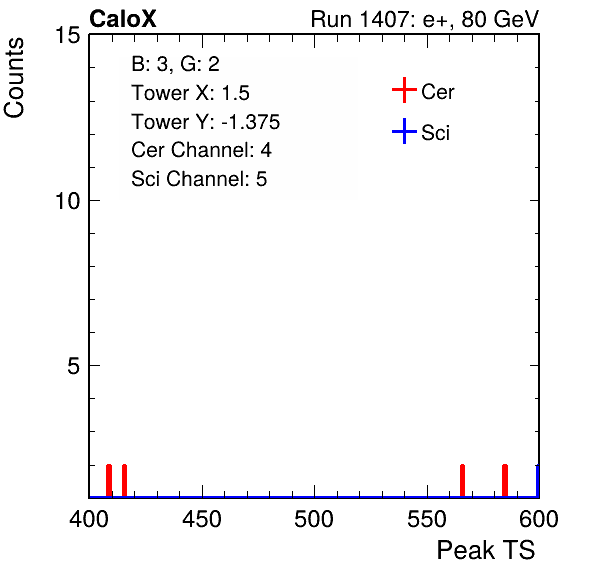 CaloX Run 1407: e+, 80 GeV
Counts
15
10
5
B: 3, G: 2
Tower X: 1.5
Tower Y: -1.375
Cer Channel: 4
Sci Channel: 5
Cer
Sci
400 450 500 550 600
Peak TS